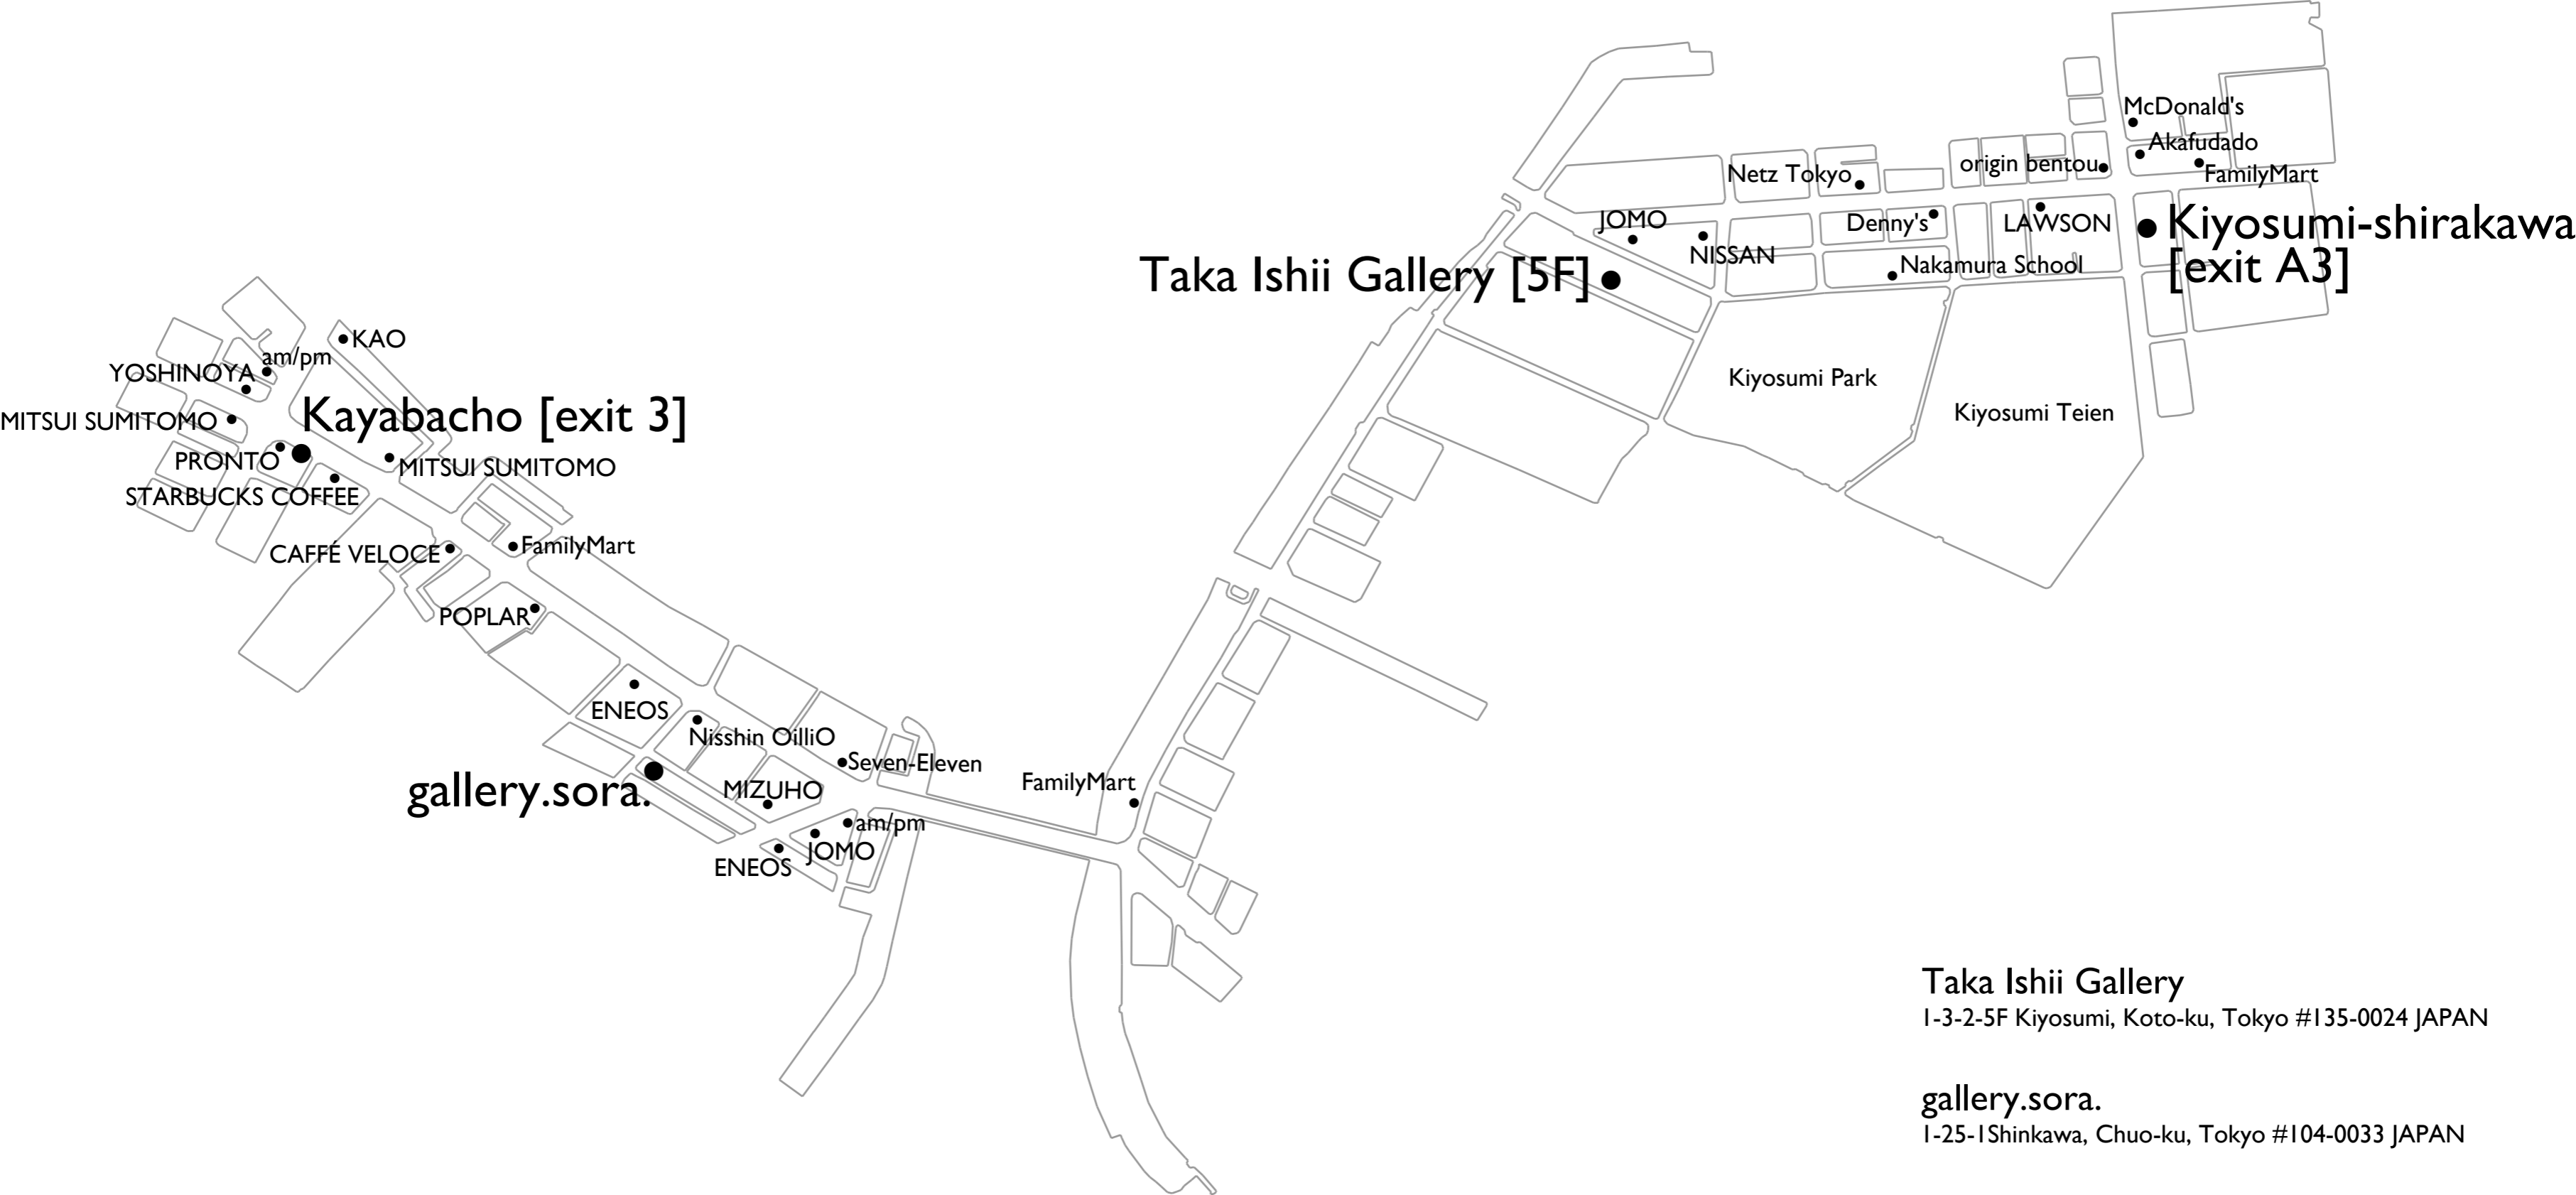 McDonald's
Akafudado
origin bentou
FamilyMart
Netz Tokyo
JOMO
Denny's
LAWSON
Kiyosumi-shirakawa
[exit A3]
NISSAN
Nakamura School
Taka Ishii Gallery [5F]
Kiyosumi Park
Kiyosumi Teien
KAO
am/pm
YOSHINOYA
MITSUI SUMITOMO
Kayabacho [exit 3]
PRONTO
MITSUI SUMITOMO
STARBUCKS COFFEE
CAFFÉ VELOCE
FamilyMart
POPLAR
ENEOS
Nisshin OilliO
Seven-Eleven
gallery.sora.
MIZUHO
FamilyMart
am/pm
JOMO
ENEOS
Taka Ishii Gallery
1-3-2-5F Kiyosumi, Koto-ku, Tokyo #135-0024 JAPAN
gallery.sora.
1-25-1Shinkawa, Chuo-ku, Tokyo #104-0033 JAPAN